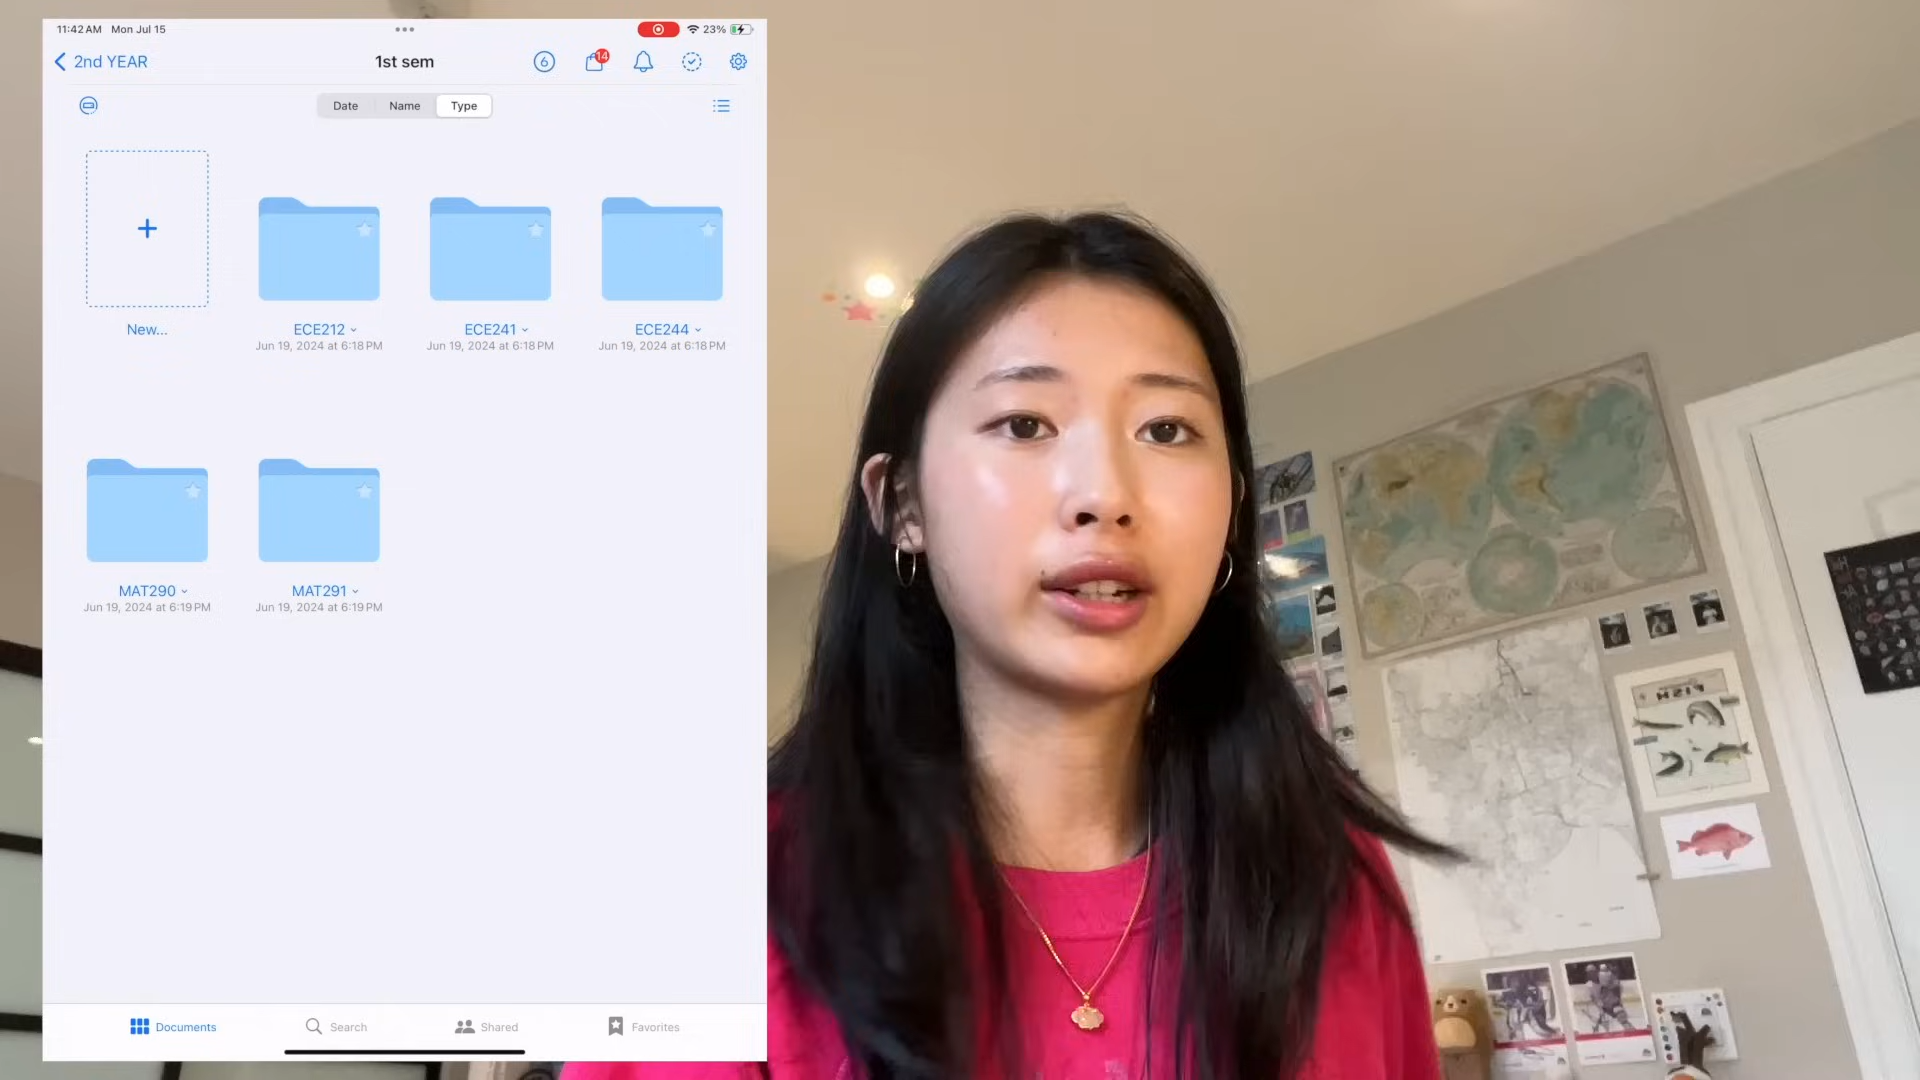 11:42 AM Mon Jul 15
23%
2nd YEAR
1st sem
6
14
Date
Name
Type
New...
ECE212
Jun 19, 2024 at 6:18 PM
ECE241
Jun 19, 2024 at 6:18 PM
ECE244
Jun 19, 2024 at 6:18 PM
MAT290
Jun 19, 2024 at 6:19 PM
MAT291
Jun 19, 2024 at 6:19 PM
Documents
Search
Shared
Favorites